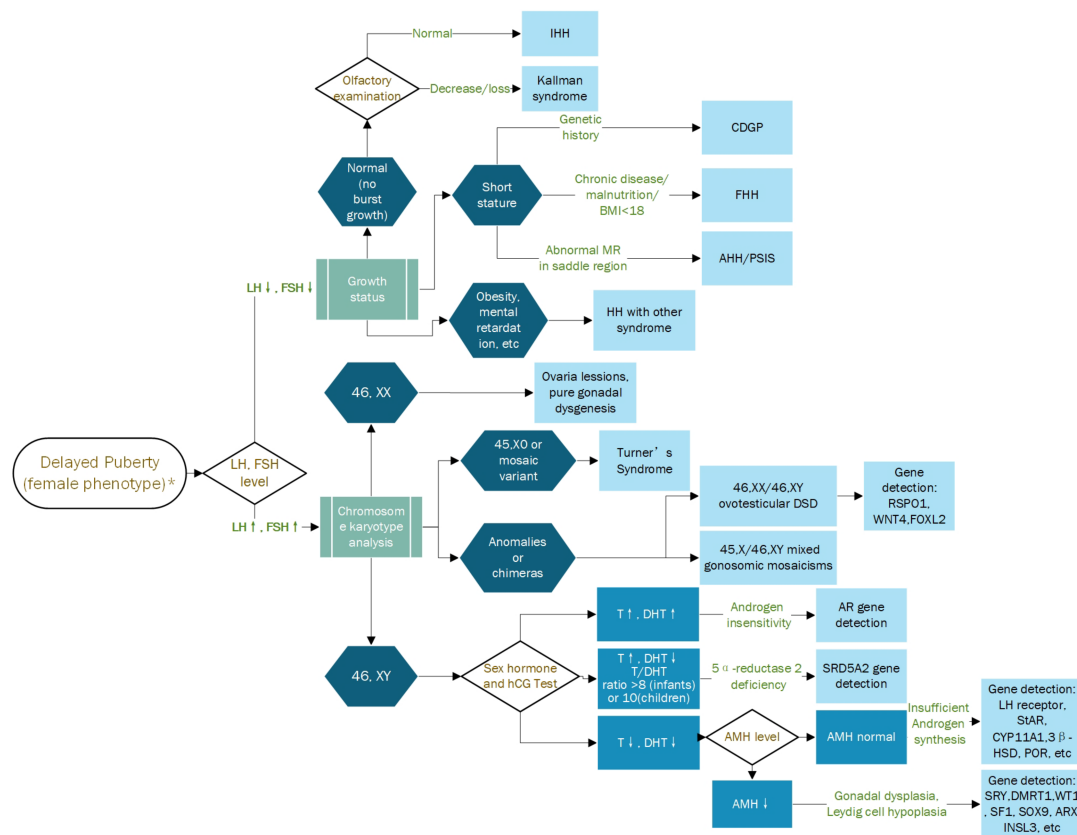 Normal
IHH
Olfactory
examination
Decrease/loss
Kallman
syndrome
Genetic
history
CDGP
Normal
(no
burst
growth)
Short
stature
Chronic disease/
malnutrition/
BMI<18
FHH
Abnormal MR
in saddle region
AHH/PSIS
LH↓, FSH↓
Growth
status
Obesity,
mental
retardat
ion, etc
HH with other
syndrome
46, XX
Ovaria lessions,
pure gonadal
dysgenesis
Delayed Puberty
(female phenotype)*
LH, FSH
level
45,X0 or
mosaic
variant
Turner’s
Syndrome
LH↑, FSH↑
Chromosom
e karyotype
analysis
46,XX/46,XY
ovotesticular DSD
Gene
detection:
RSPO1,
WNT4,FOXL2
Anomalies
or
chimeras
45,X/46,XY mixed
gonosomic mosaicisms
T↑, DHT↑
Androgen
insensitivity
AR gene
detection
46, XY
Sex hormone
and hCG Test
T↑, DHT↓
T/DHT
ratio >8 (infants)
or 10(children)
5α-reductase 2
deficiency
SRD5A2 gene
detection
T↓, DHT↓
AMH level
AMH normal
Insufficient
Androgen
synthesis
Gene detection:
LH receptor,
StAR,
CYP11A1,3β-
HSD, POR, etc
AMH↓
Gonadal dysplasia,
Leydig cell hypoplasia
Gene detection:
SRY,DMRT1,WT1
, SF1, SOX9, ARX
INSL3, etc